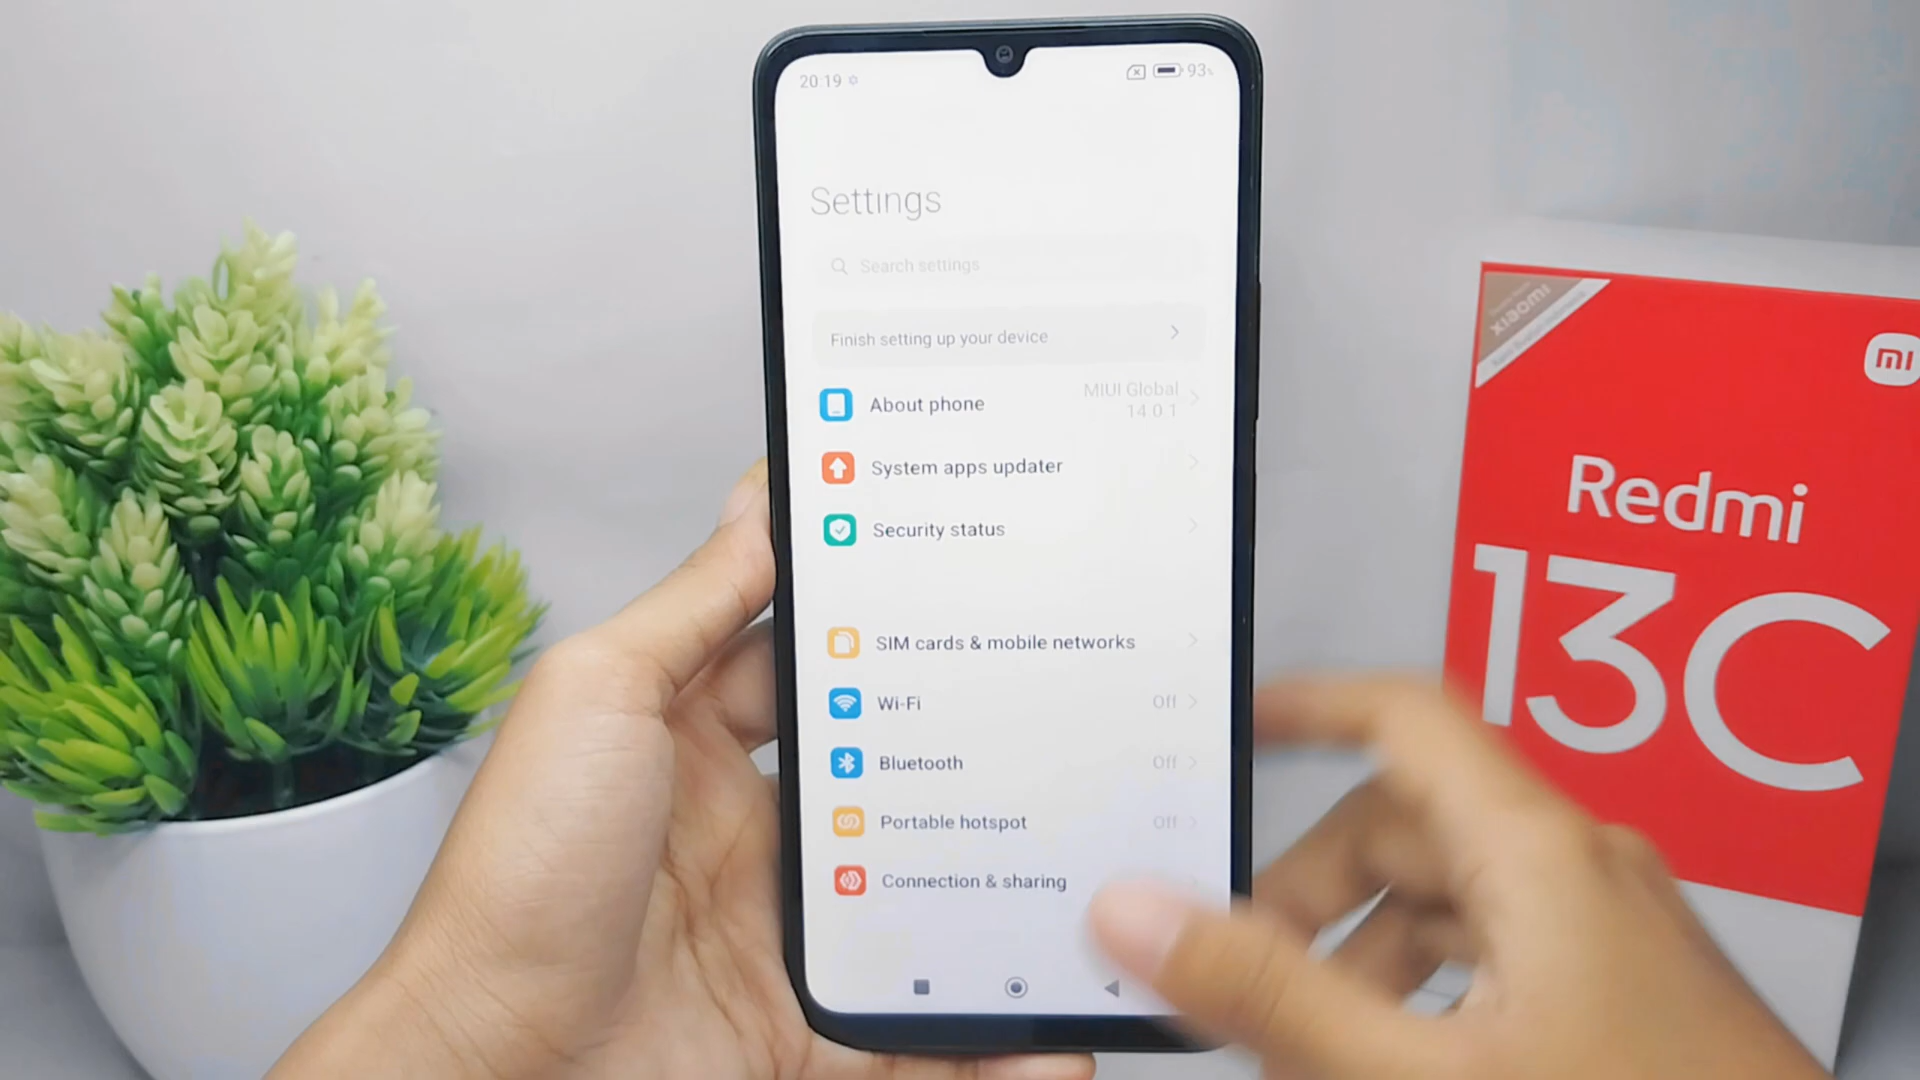 20:19
93%
Settings
Search settings
Finish setting up your device
About phone
MIUI Global
14.0.1
System apps updater
Security status
SIM cards & mobile networks
Wi-Fi
Off
Bluetooth
Off
Portable hotspot
Off
Connection & sharing
xiaomi
mi
Redmi
13C